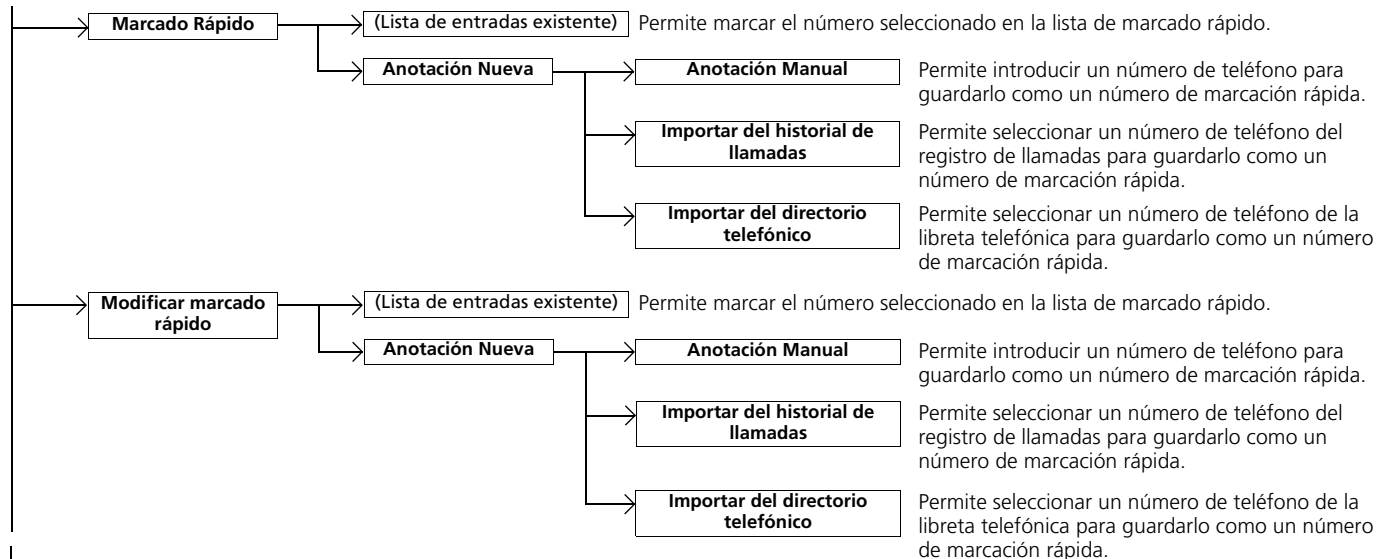 Marcado Rápido
(Lista de entradas existente)
Permite marcar el número seleccionado en la lista de marcado rápido.
Anotación Nueva
Anotación Manual
Permite introducir un número de teléfono para
guardarlo como un número de marcación rápida.
Importar del historial de
llamadas
Permite seleccionar un número de teléfono del
registro de llamadas para guardarlo como un
número de marcación rápida.
Importar del directorio
telefónico
Permite seleccionar un número de teléfono de la
libreta telefónica para guardarlo como un número
de marcación rápida.
Modificar marcado
rápido
(Lista de entradas existente)
Permite marcar el número seleccionado en la lista de marcado rápido.
Anotación Nueva
Anotación Manual
Permite introducir un número de teléfono para
guardarlo como un número de marcación rápida.
Importar del historial de
llamadas
Permite seleccionar un número de teléfono del
registro de llamadas para guardarlo como un
número de marcación rápida.
Importar del directorio
telefónico
Permite seleccionar un número de teléfono de la
libreta telefónica para guardarlo como un número
de marcación rápida.